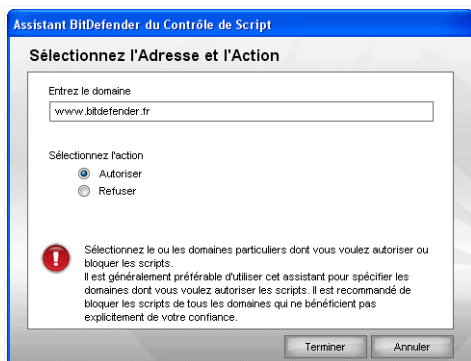 Assistant BitDefender du Contrôle de Script
Sélectionnez l'Adresse et l'Action
Entrez le domaine
www.bitdefender.fr
Sélectionnez l'action
Autoriser
Refuser
Sélectionnez le ou les domaines particuliers dont vous voulez autoriser ou
bloquer les scripts.
Il est généralement préférable d'utiliser cet assistant pour spécifier les
domaines dont vous voulez autoriser les scripts. Il est recommandé de
bloquer les scripts de tous les domaines qui ne bénéficient pas
explicitement de votre confiance.
Terminer
Annuler